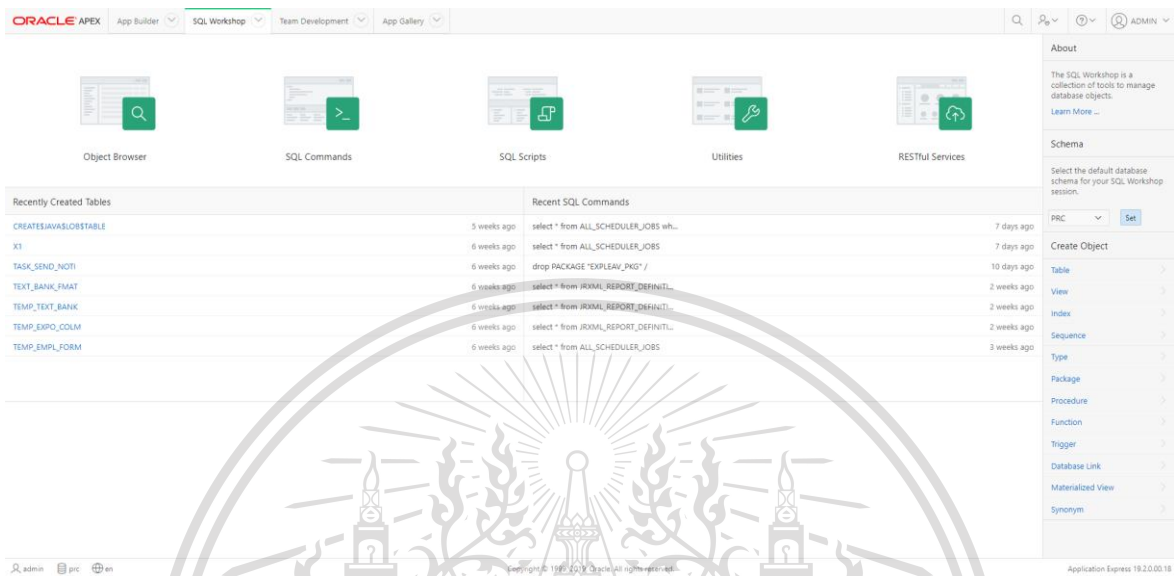 ORACLE APEX App Builder SQL Workshop Team Development App Gallery ADMIN
Object Browser SQL Commands SQL Scripts Utilities RESTful Services
Recently Created Tables
CREATE$JAVA$LOB$TABLE 5 weeks ago
X1 6 weeks ago
TASK_SEND_NOTI 6 weeks ago
TEXT_BANK_FMAT 6 weeks ago
TEMP_TEXT_BANK 6 weeks ago
TEMP_EXPO_COLM 6 weeks ago
TEMP_EMPL_FORM 6 weeks ago
Recent SQL Commands
select * from ALL_SCHEDULER_JOBS wh... 7 days ago
select * from ALL_SCHEDULER_JOBS 7 days ago
drop PACKAGE "EXPLEAV_PKG" / 10 days ago
select * from JRXML_REPORT_DEFINITI... 2 weeks ago
select * from JRXML_REPORT_DEFINITI... 2 weeks ago
select * from JRXML_REPORT_DEFINITI... 2 weeks ago
select * from ALL_SCHEDULER_JOBS 3 weeks ago
About
The SQL Workshop is a
collection of tools to manage
database objects.
Learn More ...
Schema
Select the default database
schema for your SQL Workshop
session.
PRC Set
Create Object
Table
View
Index
Sequence
Type
Package
Procedure
Function
Trigger
Database Link
Materialized View
Synonym
admin prc en Copyright © 1999, 2019, Oracle. All rights reserved. Application Express 19.2.0.00.18